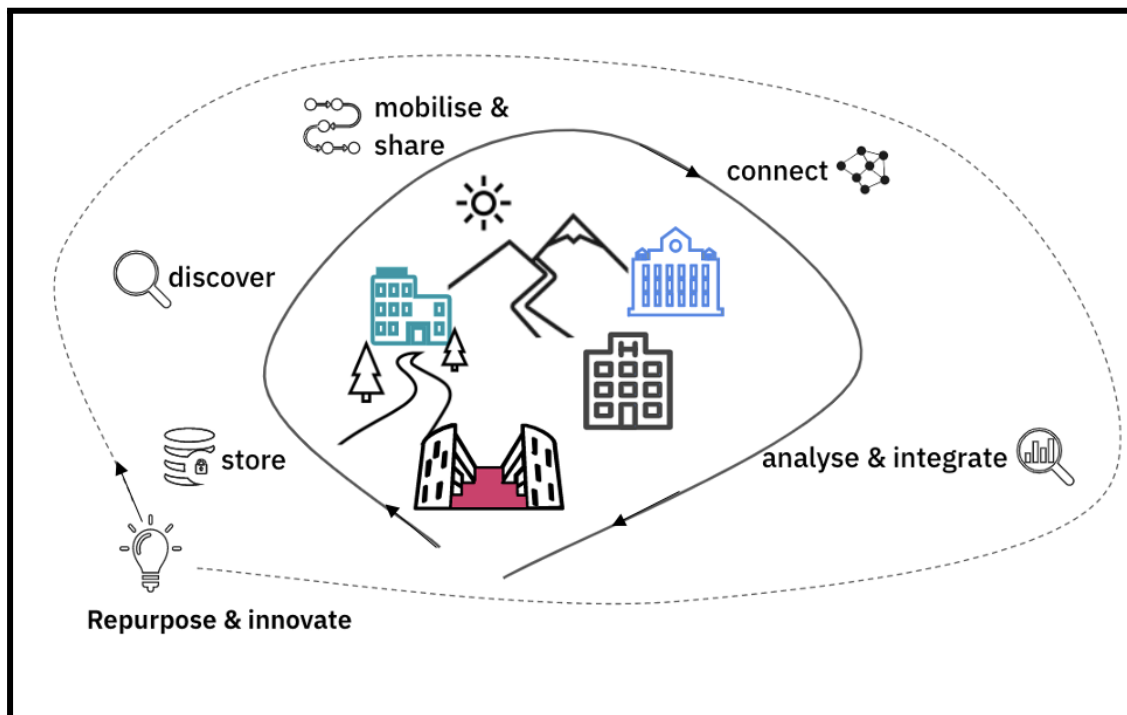 mobilise &
share
connect
discover
analyse & integrate
store
Repurpose & innovate